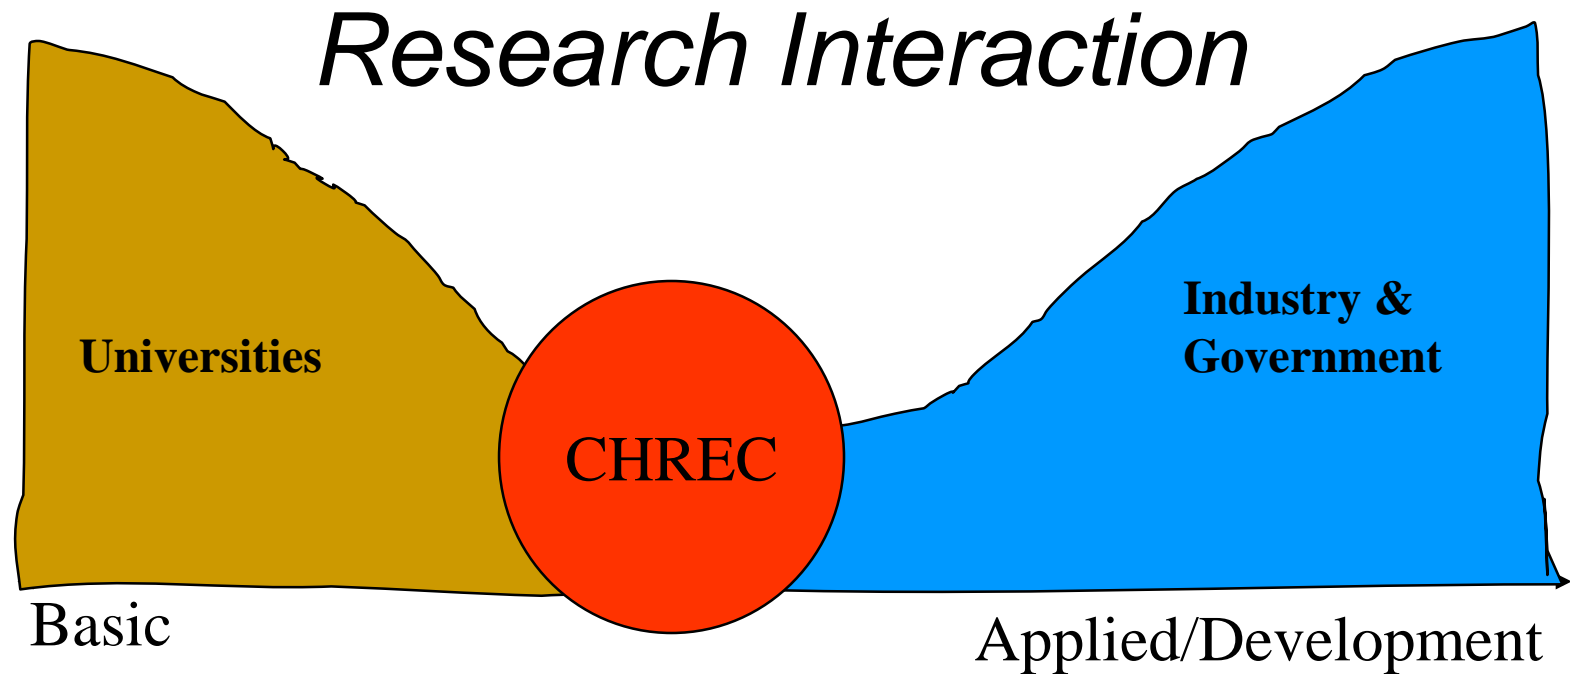 Research Interaction
Universities
Industry &
Government
CHREC
Basic
Applied/Development